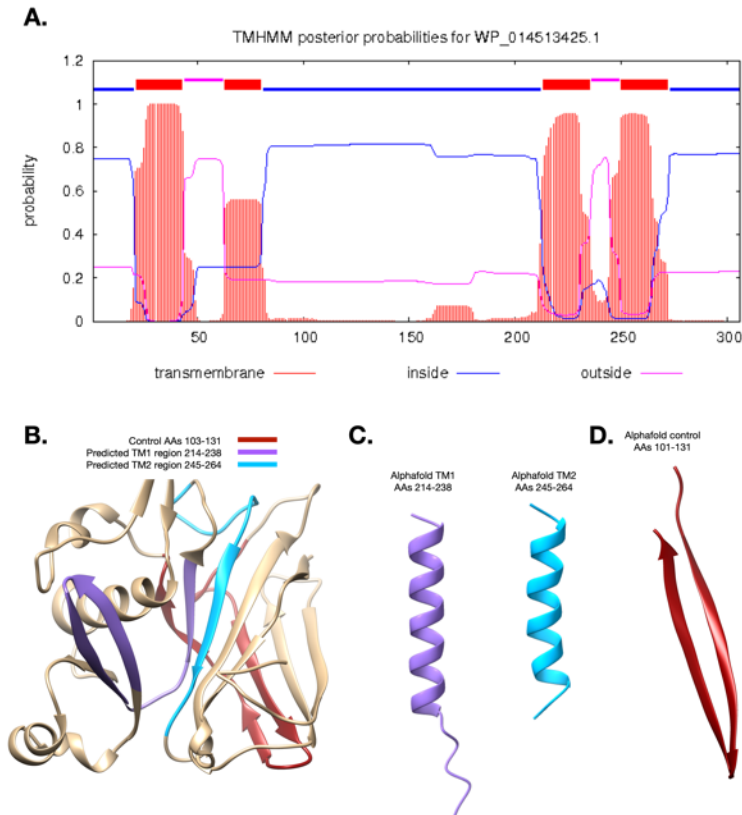 A.
TMHMM posterior probabilities for WP_014513425.1
1.2
1
0.8
0.6
0.4
0.2
0
probability
50
100
150
200
250
300
transmembrane
inside
outside
B.
Control AAs 103-131
Predicted TM1 region 214-238
Predicted TM2 region 245-264
C.
Alphafold TM1
AAs 214-238
Alphafold TM2
AAs 245-264
D.
Alphafold control
AAs 101-131